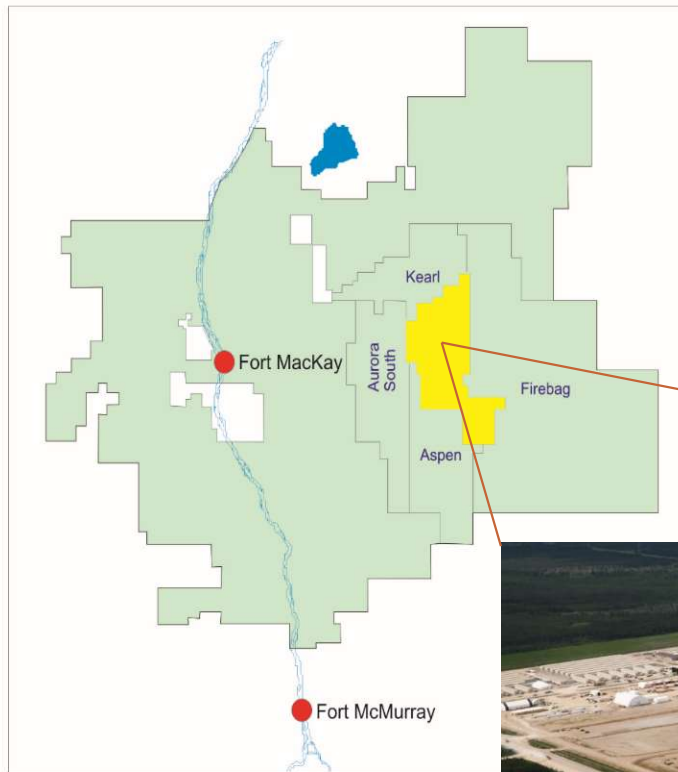 Kearl
Aurora
South
Fort MacKay
Firebag
Aspen
Fort McMurray